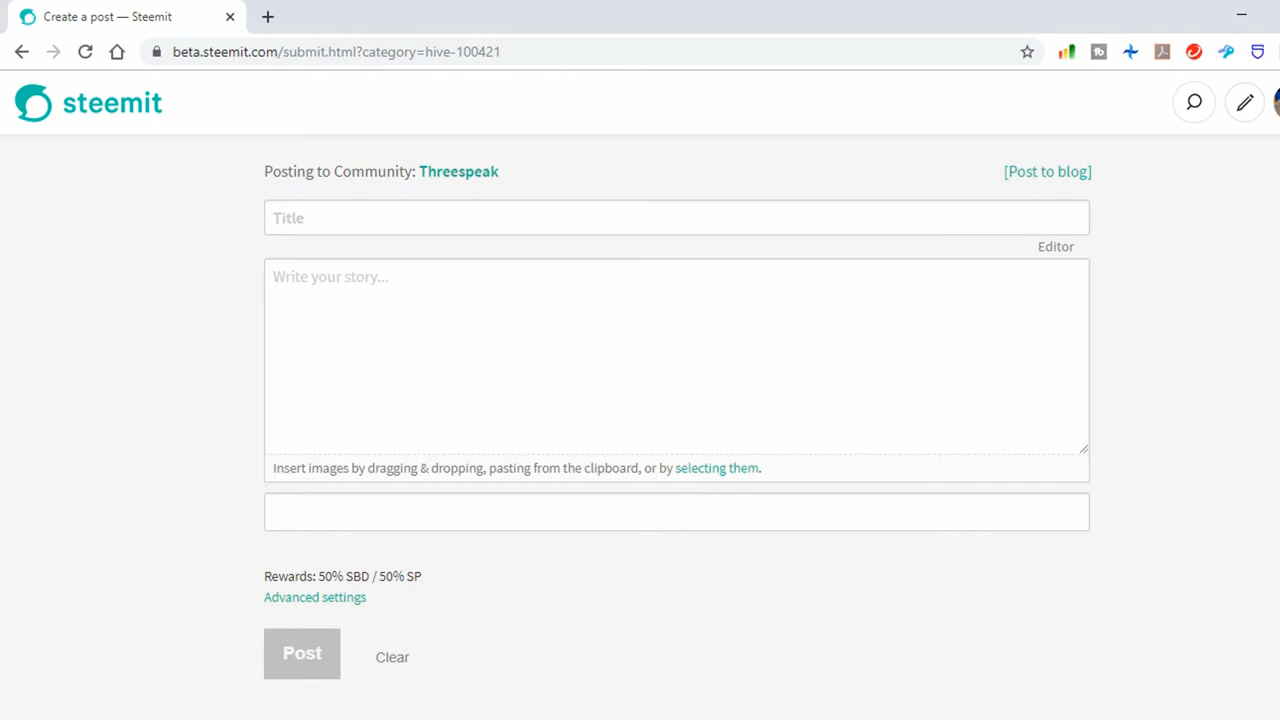 Create a post — Steemit
beta.steemit.com/submit.html?category=hive-100421
steemit
Posting to Community: Threespeak
[Post to blog]
Title
Editor
Write your story...
Insert images by dragging & dropping, pasting from the clipboard, or by selecting them.
Rewards: 50% SBD / 50% SP
Advanced settings
Post
Clear